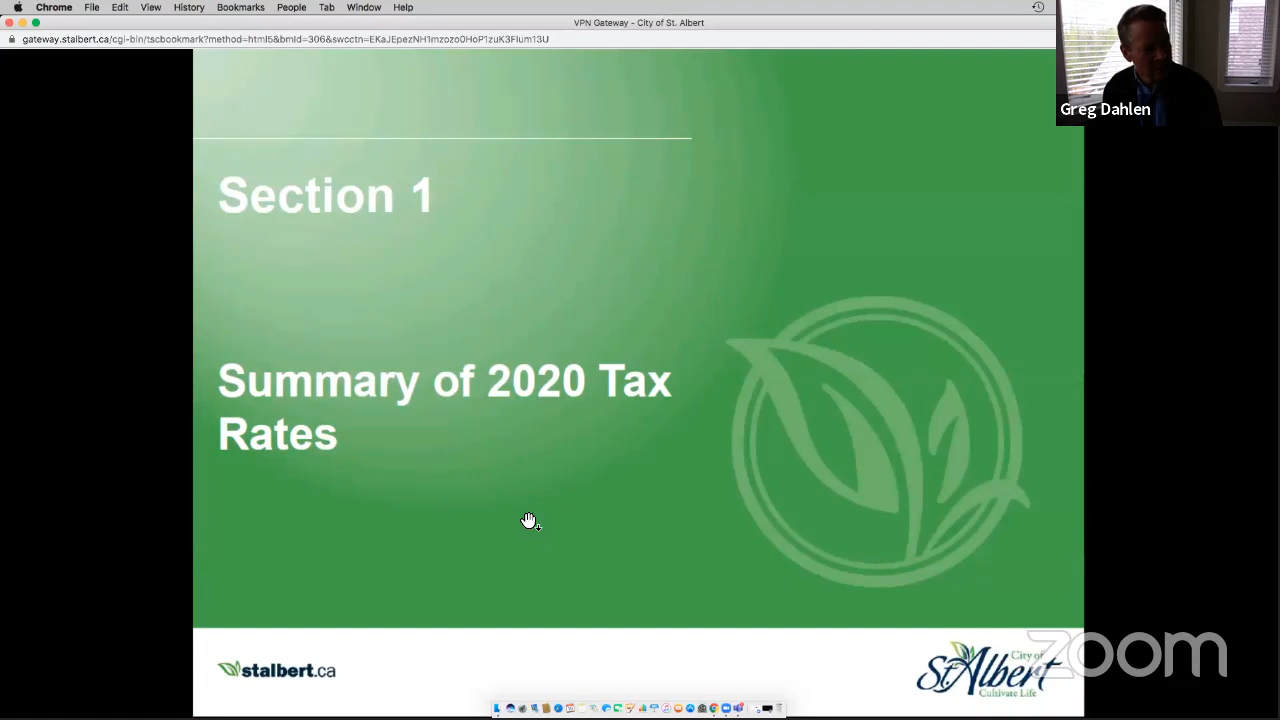 Chrome File Edit View History Bookmarks People Tab Window Help
VPN Gateway - City of St. Albert
Greg Dahlen
Section 1
Summary of 2020 Tax
Rates
stalbert.ca
City of
St Albert
Cultivate Life
zoom